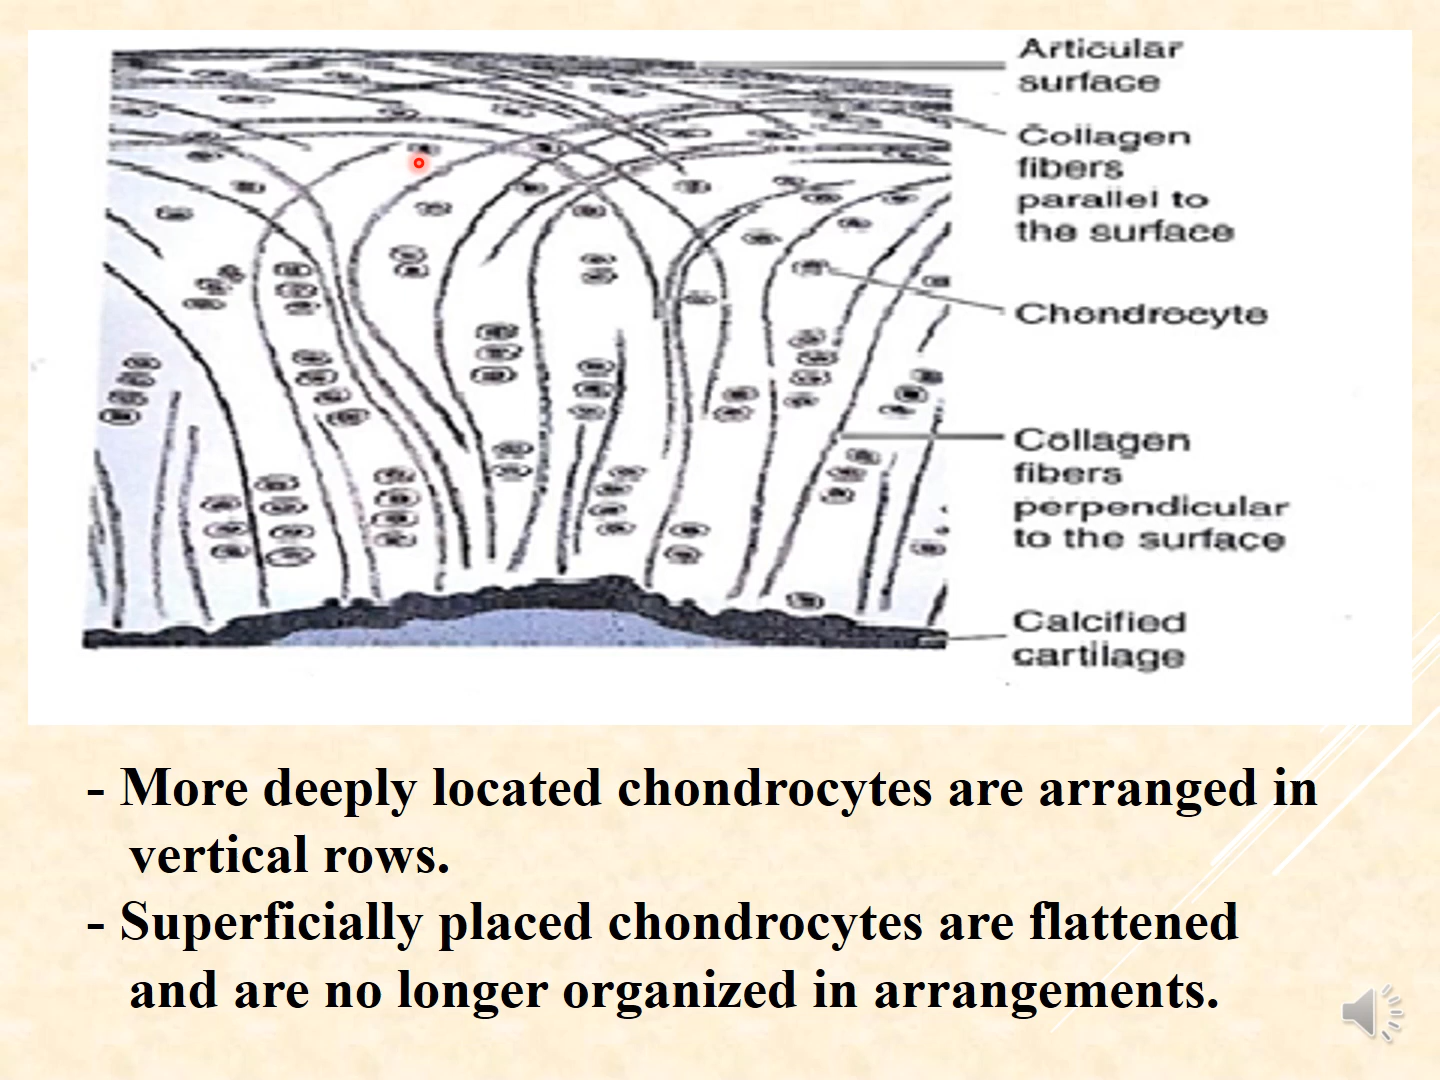 Articular
surface
Collagen
fibers
parallel to
the surface
Chondrocyte
Collagen
fibers
perpendicular
to the surface
Calcified
cartilage
- More deeply located chondrocytes are arranged in
vertical rows.
- Superficially placed chondrocytes are flattened
and are no longer organized in arrangements.